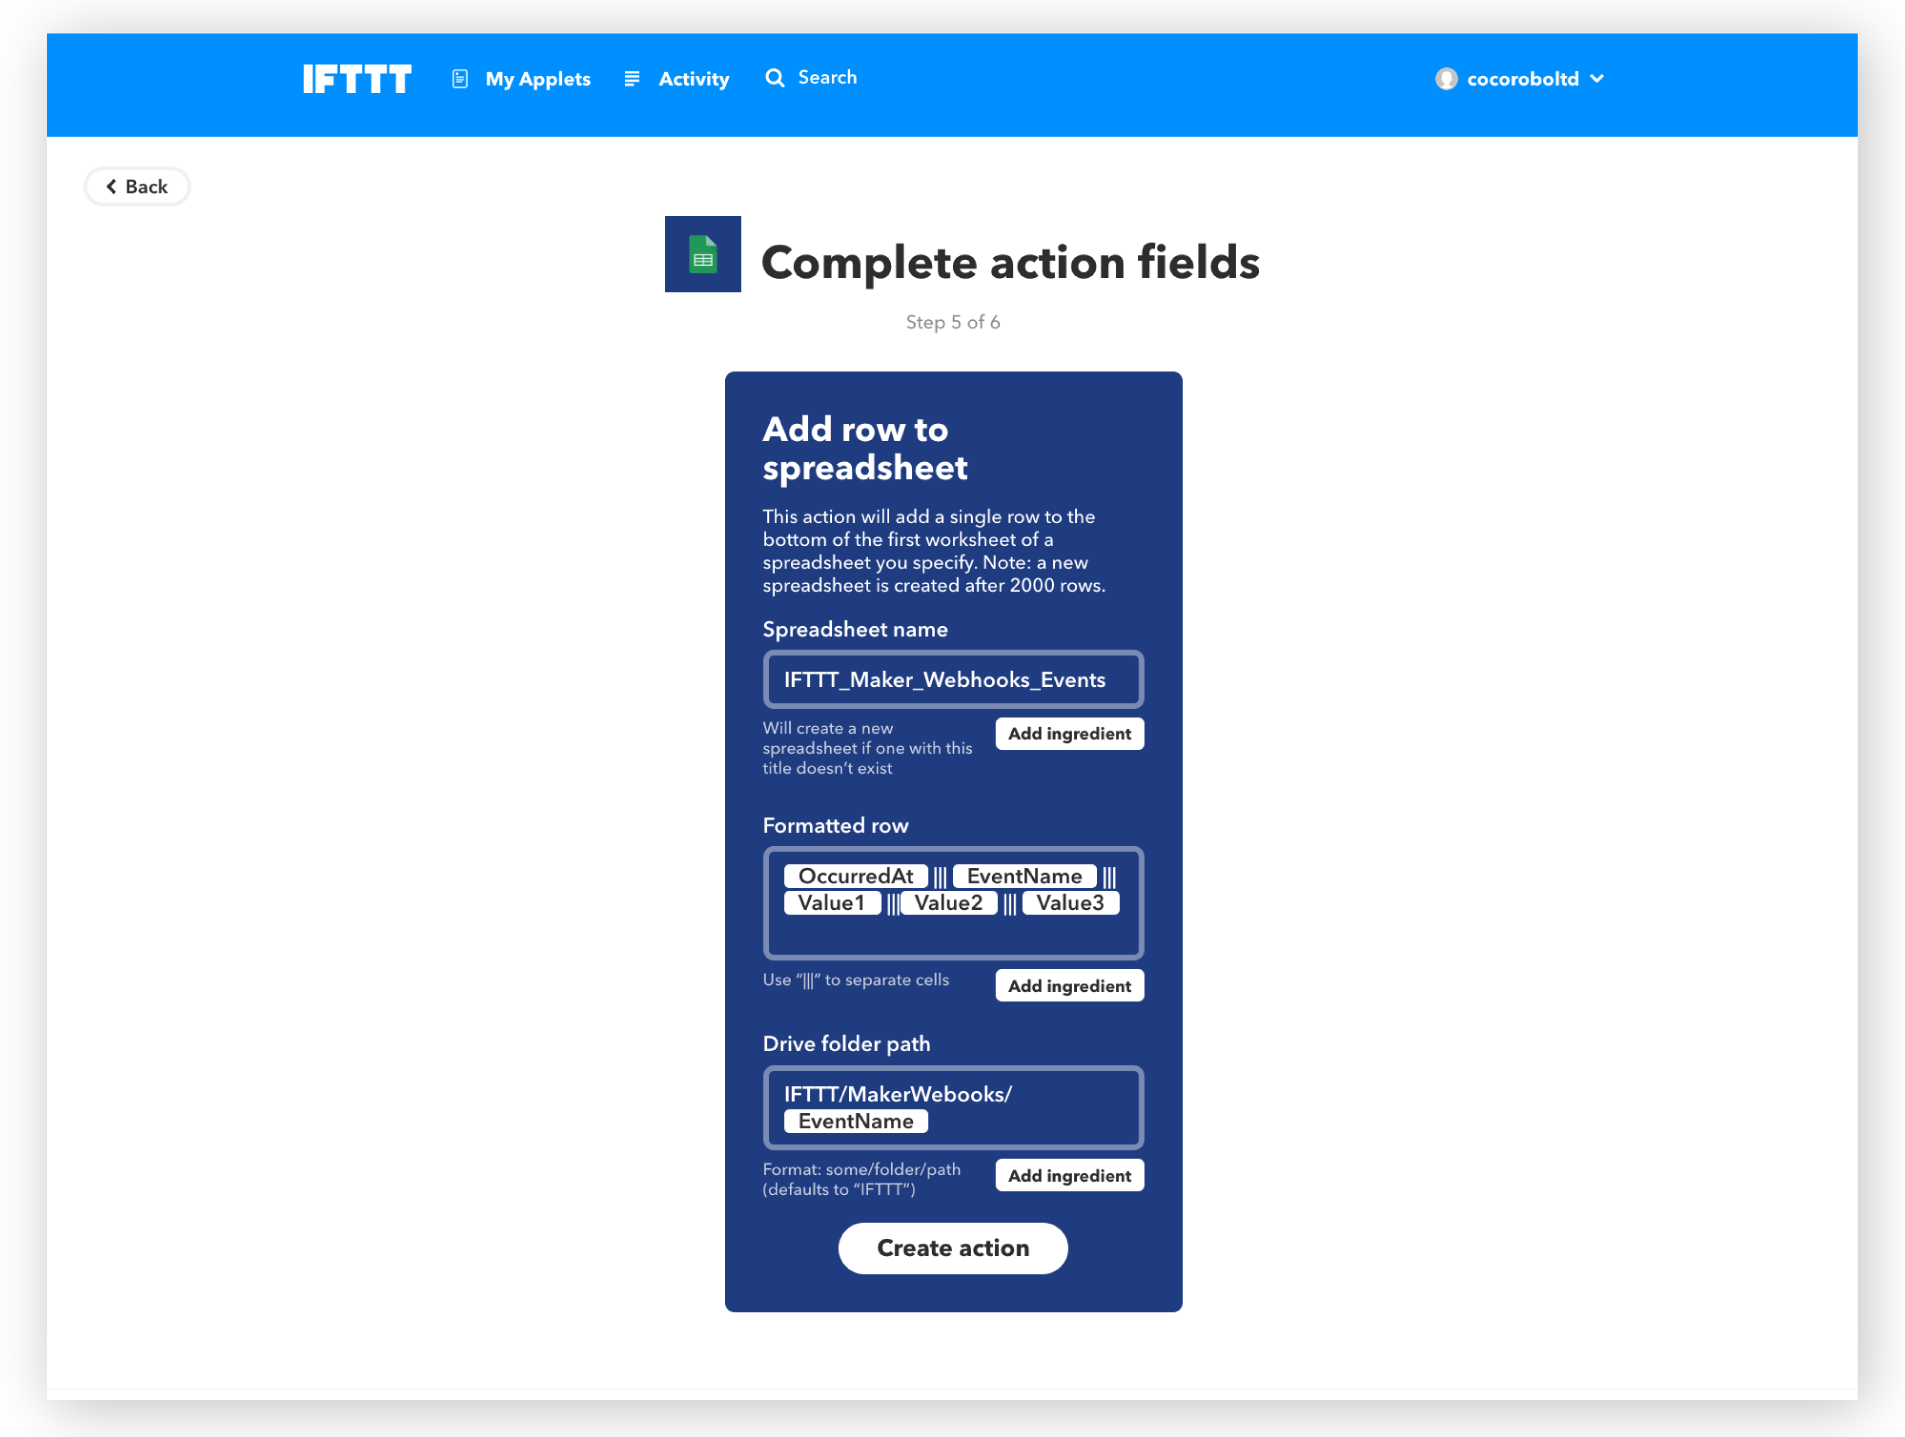 IFTTT My Applets Activity Search cocoroboltd
Back
Complete action fields
Step 5 of 6
Add row to
spreadsheet
This action will add a single row to the
bottom of the first worksheet of a
spreadsheet you specify. Note: a new
spreadsheet is created after 2000 rows.
Spreadsheet name
IFTTT_Maker_Webhooks_Events
Will create a new
spreadsheet if one with this
title doesn't exist
Add ingredient
Formatted row
OccurredAt ||| EventName |||
Value1 ||| Value2 ||| Value3
Use “|||” to separate cells
Add ingredient
Drive folder path
IFTTT/MakerWebooks/
EventName
Format: some/folder/path
(defaults to “IFTTT”)
Add ingredient
Create action